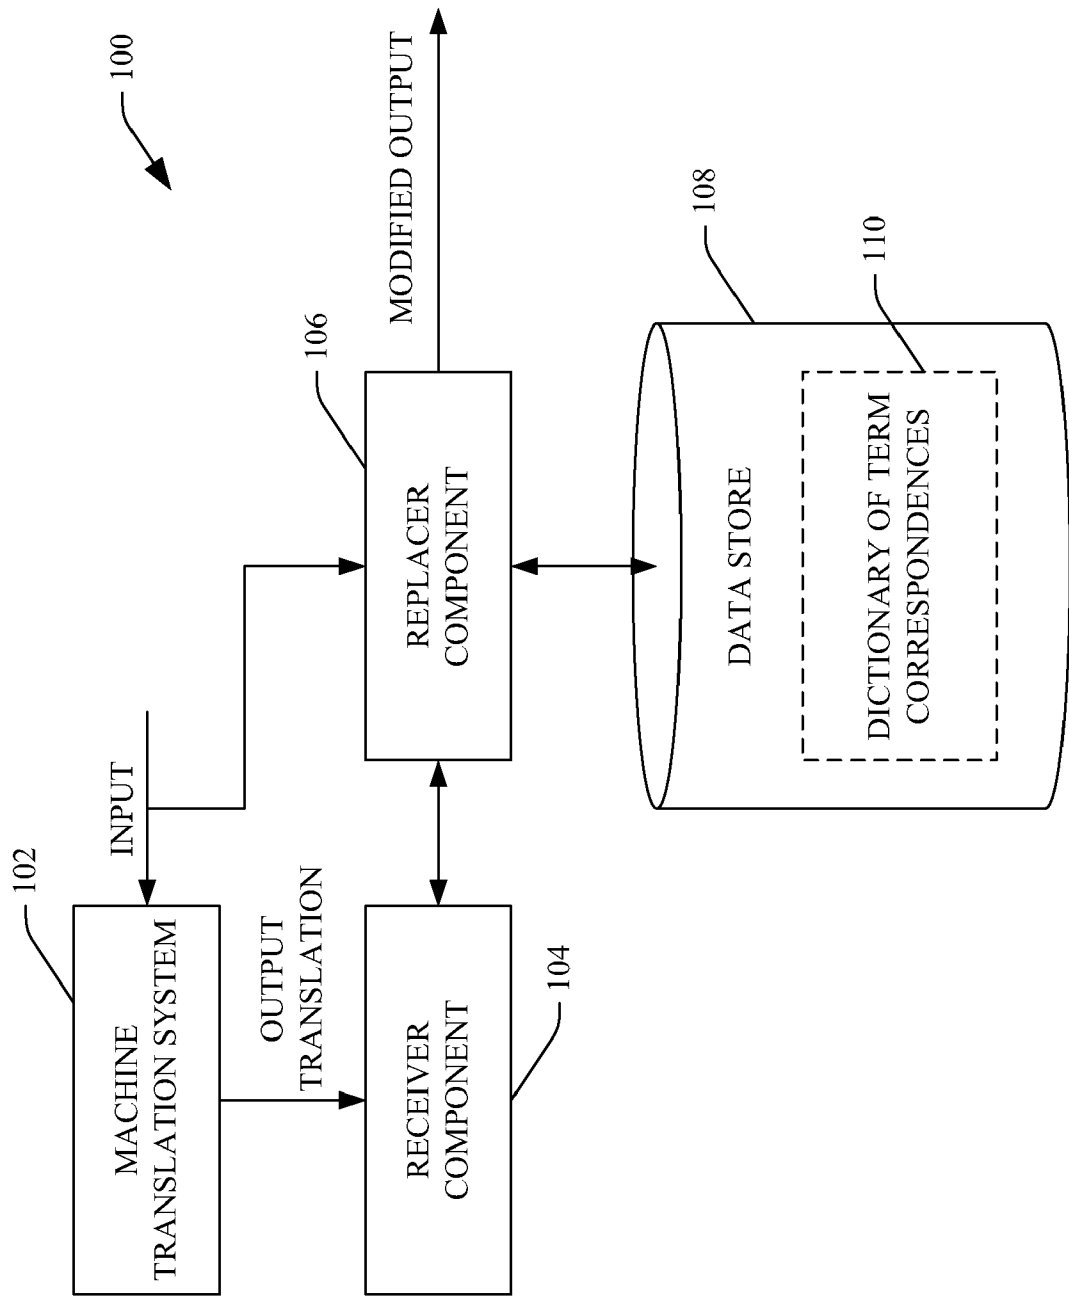 100
102
MACHINE
TRANSLATION SYSTEM
INPUT
OUTPUT
TRANSLATION
RECEIVER
COMPONENT
104
106
REPLACER
COMPONENT
MODIFIED OUTPUT
108
DATA STORE
110
DICTIONARY OF TERM
CORRESPONDENCES